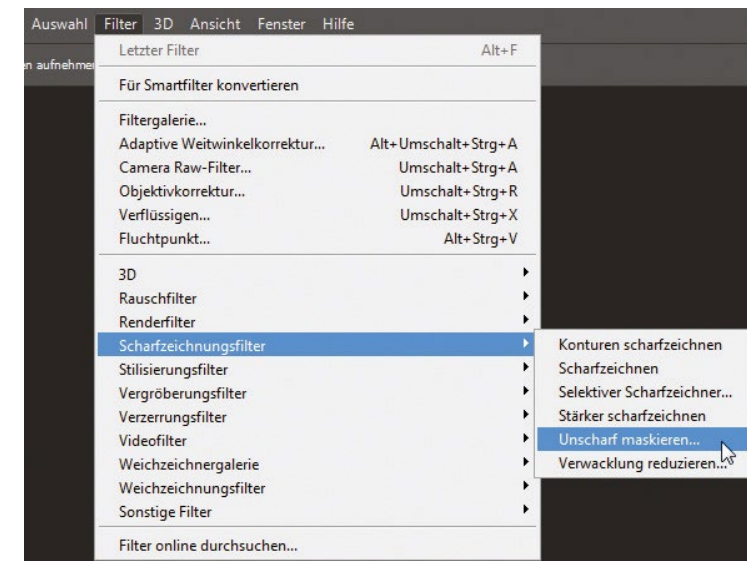 Auswahl Filter 3D Ansicht Fenster Hilfe
en aufnehmen
Letzter Filter Alt+F
Für Smartfilter konvertieren
Filtergalerie...
Adaptive Weitwinkelkorrektur... Alt+Umschalt+Strg+A
Camera Raw-Filter... Umschalt+Strg+A
Objektivkorrektur... Umschalt+Strg+R
Verflüssigen... Umschalt+Strg+X
Fluchtpunkt... Alt+Strg+V
3D
Rauschfilter
Renderfilter
Scharfzeichnungsfilter
Stilisierungsfilter
Vergröberungsfilter
Verzerrungsfilter
Videofilter
Weichzeichnergalerie
Weichzeichnungsfilter
Sonstige Filter
Filter online durchsuchen...
Konturen scharfzeichnen
Scharfzeichnen
Selektiver Scharfzeichner...
Stärker scharfzeichnen
Unscharf maskieren...
Verwacklung reduzieren...